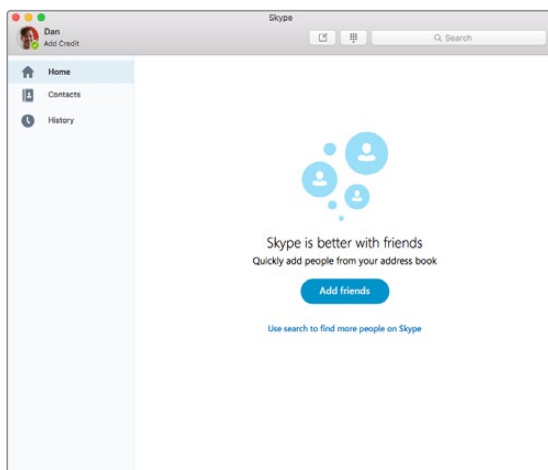 Skype
Dan
Add Credit
Search
Home
Contacts
History
Skype is better with friends
Quickly add people from your address book
Add friends
Use search to find more people on Skype